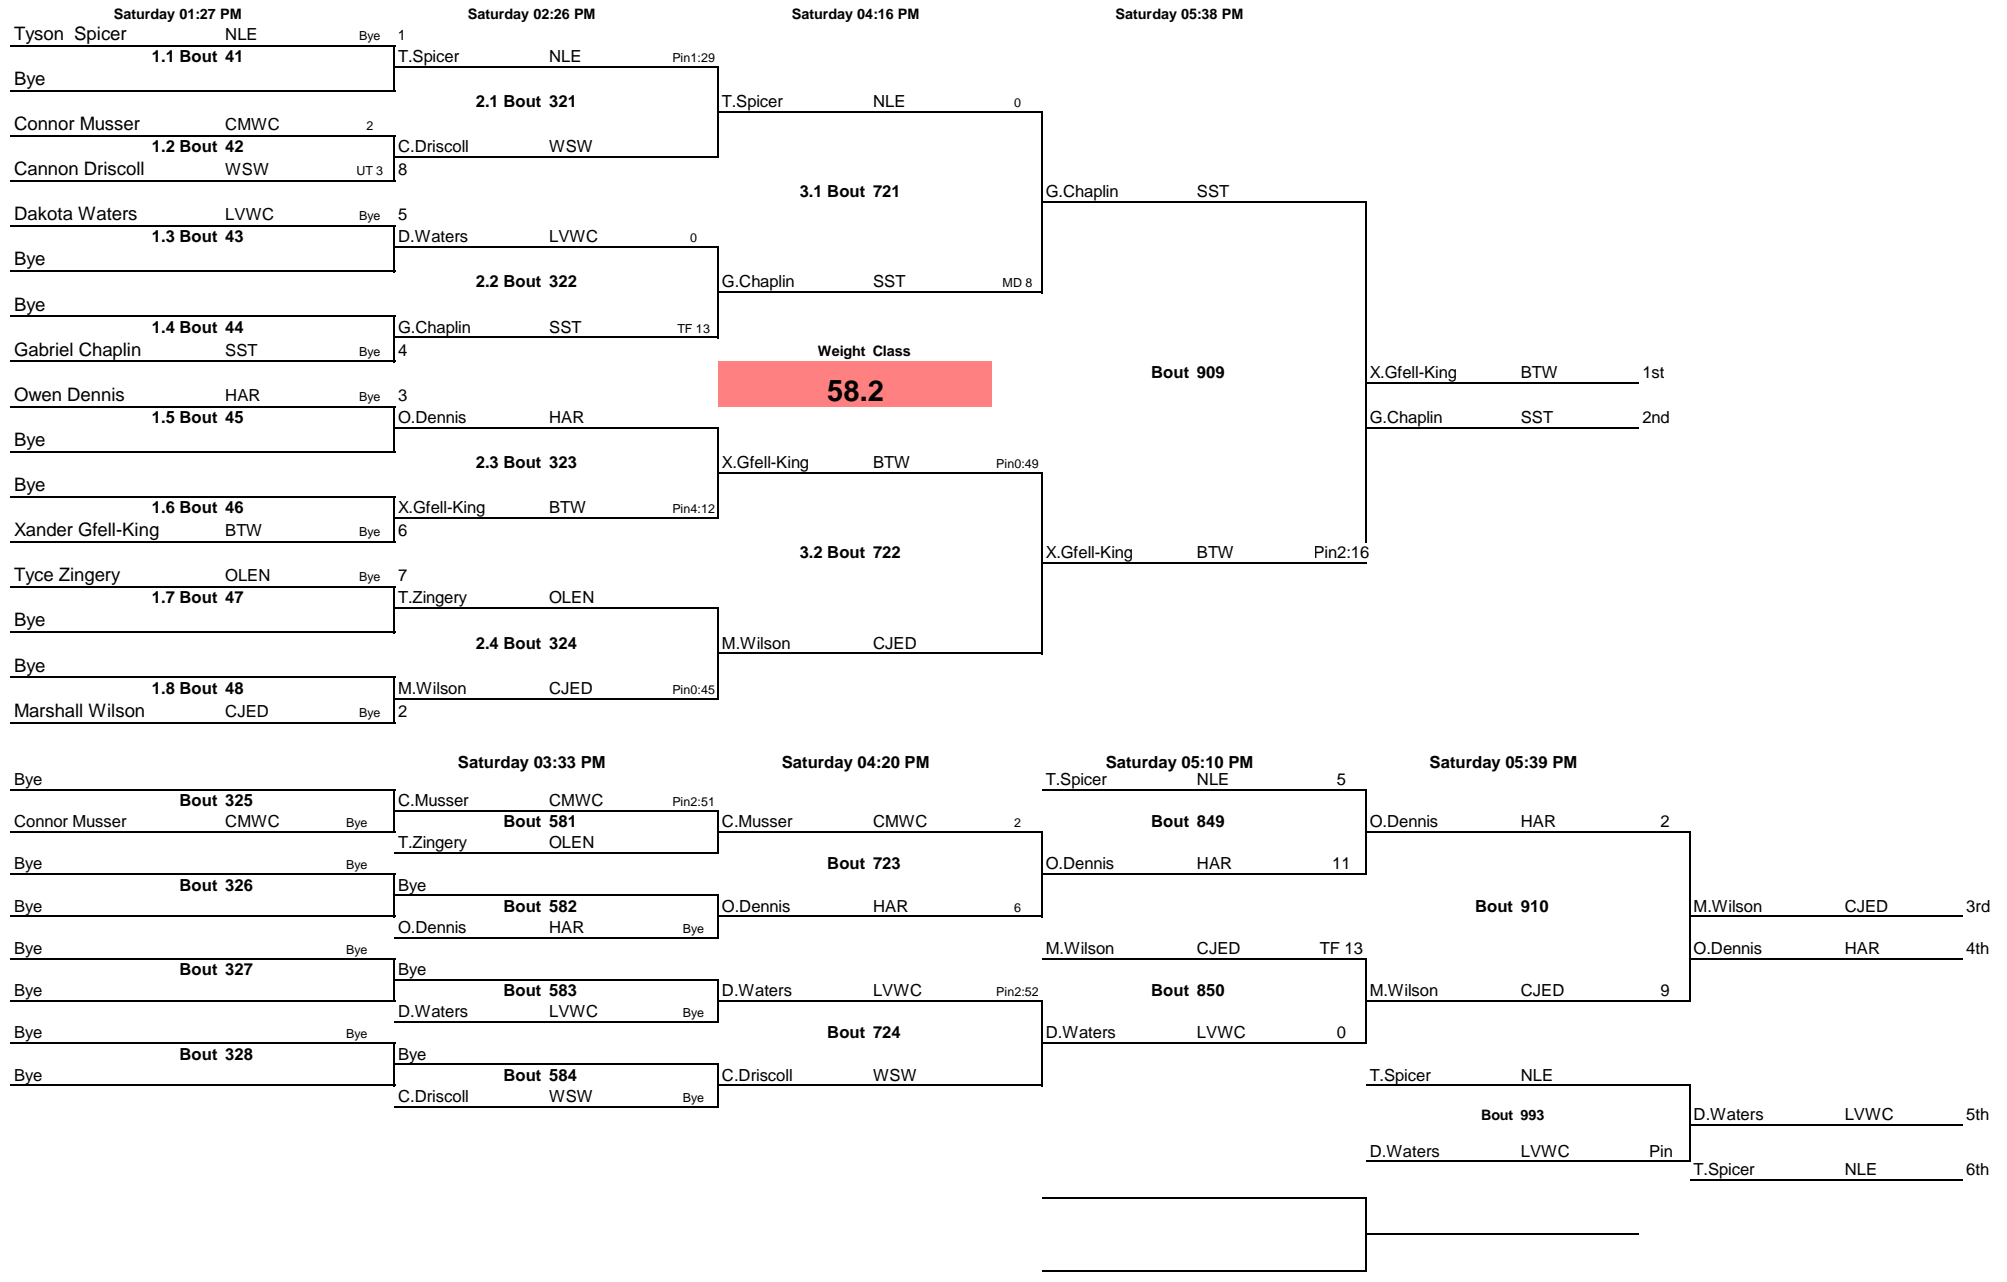 Saturday 01:27 PM Saturday 02:26 PM Saturday 04:16 PM Saturday 05:38 PM
Tyson Spicer NLE Bye 1
1.1 Bout 41 T.Spicer NLE Pin1:29
Bye
2.1 Bout 321 T.Spicer NLE 0
Connor Musser CMWC 2
1.2 Bout 42 C.Driscoll WSW
Cannon Driscoll WSW UT 3 8
3.1 Bout 721 G.Chaplin SST
Dakota Waters LVWC Bye 5
1.3 Bout 43 D.Waters LVWC 0
Bye
2.2 Bout 322 G.Chaplin SST MD 8
Bye
1.4 Bout 44 G.Chaplin SST TF 13
Gabriel Chaplin SST Bye 4 Weight Class
Bout 909 X.Gfell-King BTW 1st
58.2
Owen Dennis HAR Bye 3
1.5 Bout 45 O.Dennis HAR G.Chaplin SST 2nd
Bye
2.3 Bout 323 X.Gfell-King BTW Pin0:49
Bye
1.6 Bout 46 X.Gfell-King BTW Pin4:12
Xander Gfell-King BTW Bye 6
3.2 Bout 722 X.Gfell-King BTW Pin2:16
Tyce Zingery OLEN Bye 7
1.7 Bout 47 T.Zingery OLEN
Bye
2.4 Bout 324 M.Wilson CJED
Bye
1.8 Bout 48 M.Wilson CJED Pin0:45
Marshall Wilson CJED Bye 2
Saturday 03:33 PM Saturday 04:20 PM Saturday 05:10 PM Saturday 05:39 PM
Bye T.Spicer NLE 5
Bout 325 C.Musser CMWC Pin2:51
Connor Musser CMWC Bye Bout 581 C.Musser CMWC 2 Bout 849 O.Dennis HAR 2
T.Zingery OLEN
Bye Bye Bout 723 O.Dennis HAR 11
Bout 326 Bye
Bye Bout 582 O.Dennis HAR 6 Bout 910 M.Wilson CJED 3rd
O.Dennis HAR Bye
Bye Bye M.Wilson CJED TF 13 O.Dennis HAR 4th
Bout 327 Bye
Bye Bout 583 D.Waters LVWC Pin2:52 Bout 850 M.Wilson CJED 9
D.Waters LVWC Bye
Bye Bye Bout 724 D.Waters LVWC 0
Bout 328 Bye
Bye Bout 584 C.Driscoll WSW T.Spicer NLE
C.Driscoll WSW Bye
Bout 993 D.Waters LVWC 5th
D.Waters LVWC Pin
T.Spicer NLE 6th